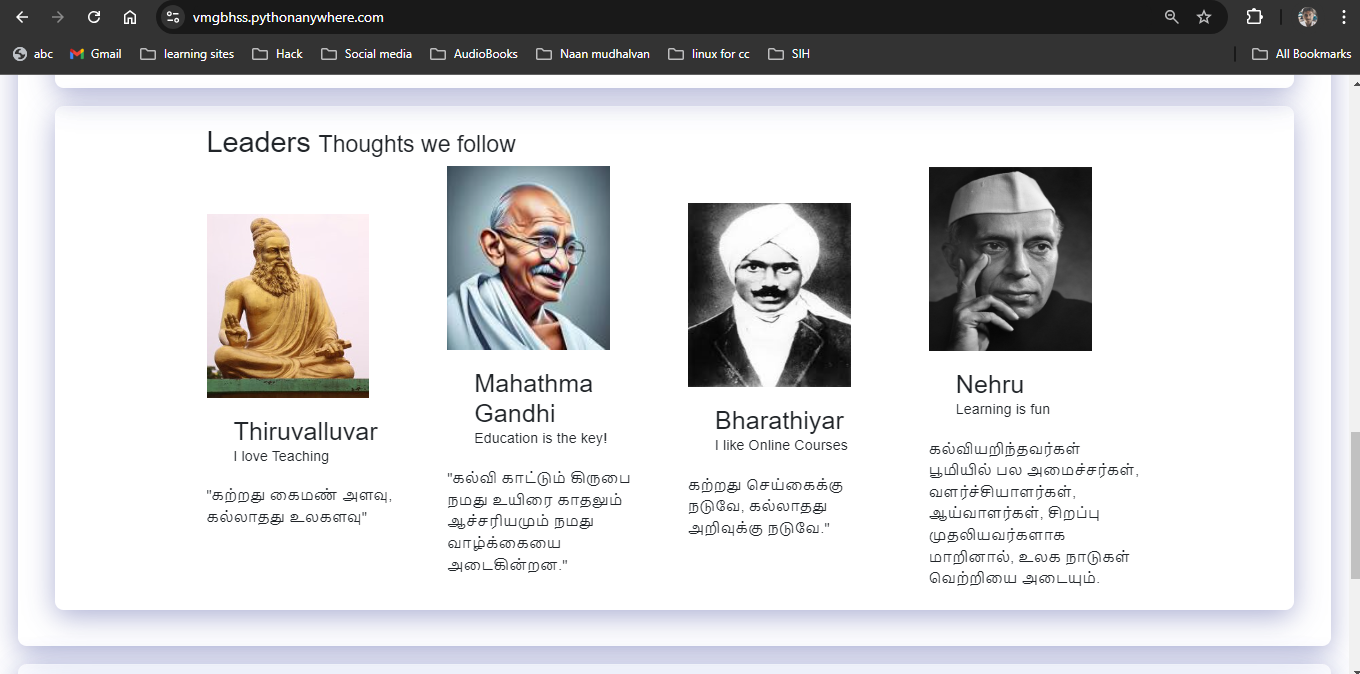 vmgbhss.pythonanywhere.com
abc Gmail learning sites Hack Social media AudioBooks Naan mudhalvan linux for cc SIH All Bookmarks
Leaders Thoughts we follow
Thiruvalluvar
I love Teaching
"கற்றது கைமண் அளவு,
கல்லாதது உலகளவு"
Mahathma
Gandhi
Education is the key!
"கல்வி காட்டும் கிருபை
நமது உயிரை காதலும்
ஆச்சரியமும் நமது
வாழ்க்கையை
அடைகின்றன."
Bharathiyar
I like Online Courses
கற்றது செய்கைக்கு
நடுவே, கல்லாதது
அறிவுக்கு நடுவே."
Nehru
Learning is fun
கல்வியறிந்தவர்கள்
பூமியில் பல அமைச்சர்கள்,
வளர்ச்சியாளர்கள்,
ஆய்வாளர்கள், சிறப்பு
முதலியவர்களாக
மாறினால், உலக நாடுகள்
வெற்றியை அடையும்.